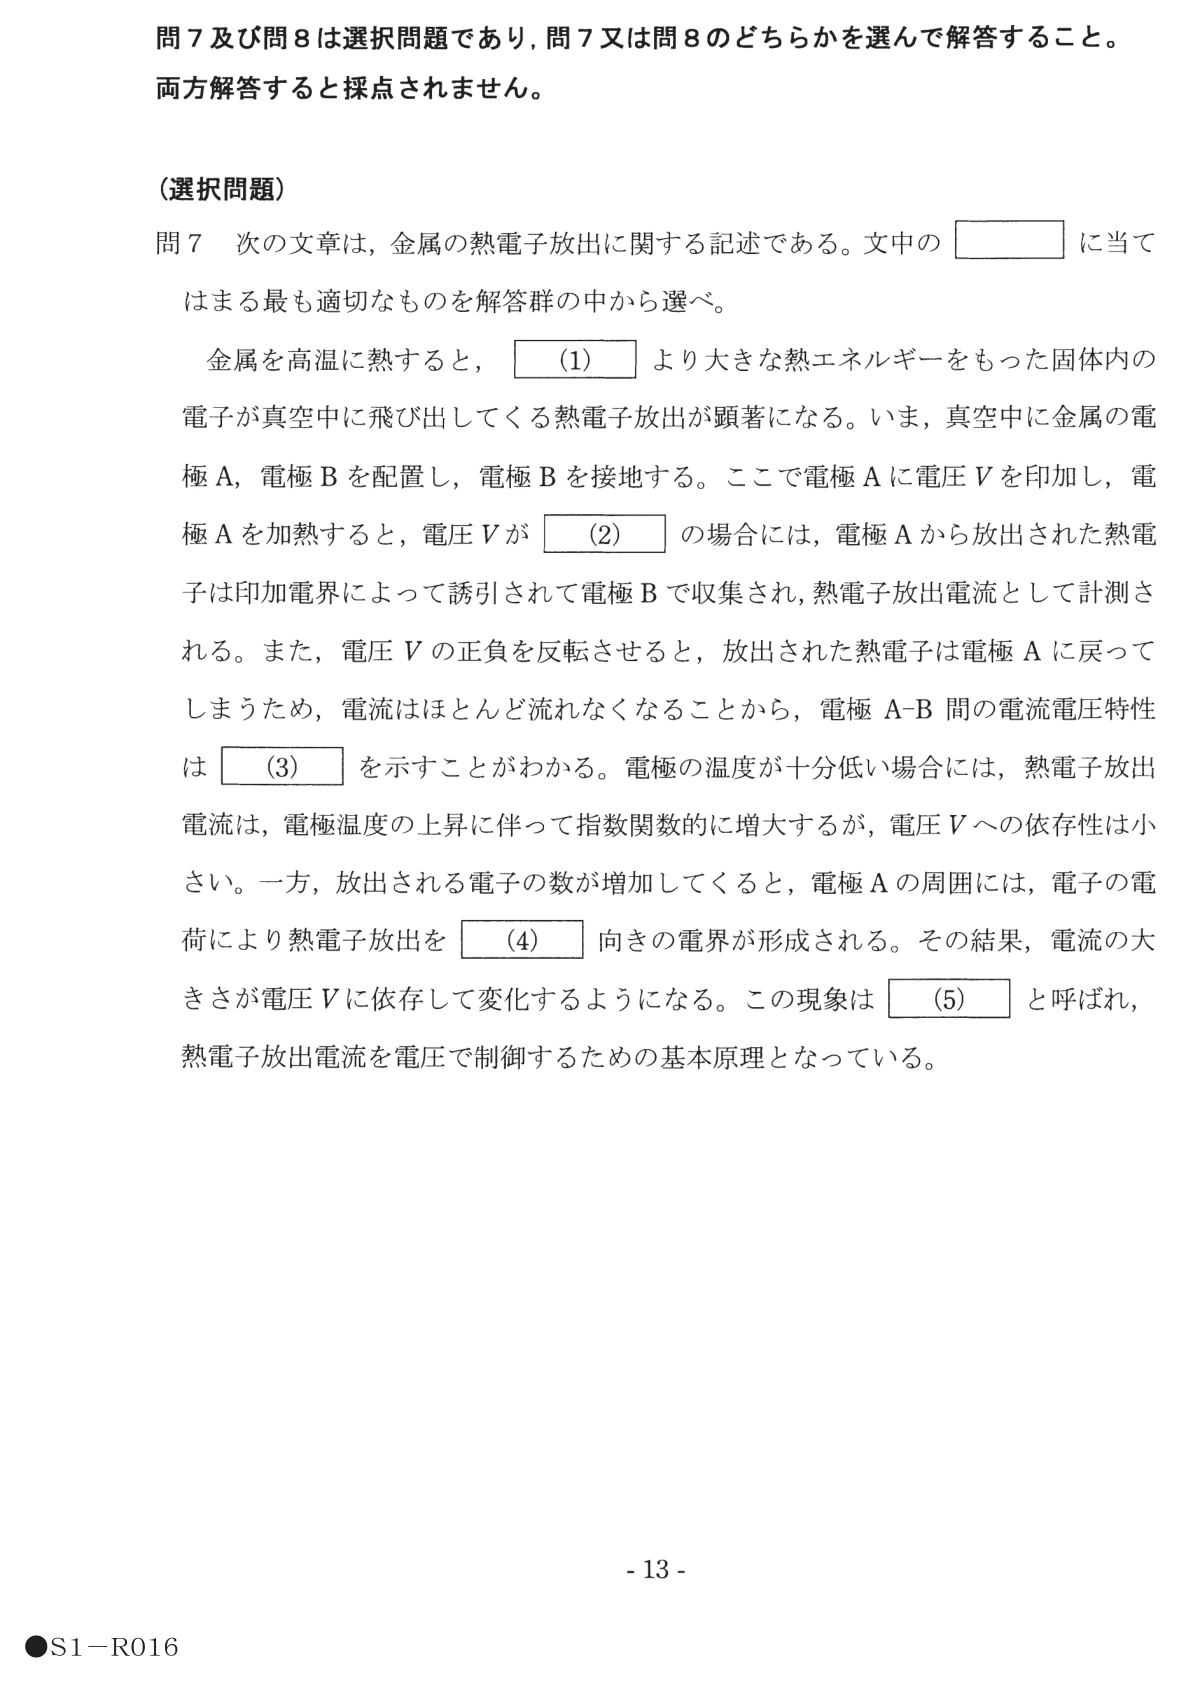 問７及び問８は選択問題であり，問７又は問８のどちらかを選んで解答すること。
両方解答すると採点されません。
（選択問題）
問７　次の文章は，金属の熱電子放出に関する記述である。文中の　　　　に当て
はまる最も適切なものを解答群の中から選べ。
金属を高温に熱すると，（1）より大きな熱エネルギーをもった固体内の
電子が真空中に飛び出してくる熱電子放出が顕著になる。いま，真空中に金属の電
極 A，電極 B を配置し，電極 B を接地する。ここで電極 A に電圧 V を印加し，電
極 A を加熱すると，電圧 V が（2）の場合には，電極 A から放出された熱電
子は印加電界によって誘引されて電極 B で収集され，熱電子放出電流として計測さ
れる。また，電圧 V の正負を反転させると，放出された熱電子は電極 A に戻って
しまうため，電流はほとんど流れなくなることから，電極 A−B 間の電流電圧特性
は（3）を示すことがわかる。電極の温度が十分低い場合には，熱電子放出
電流は，電極温度の上昇に伴って指数関数的に増大するが，電圧 V への依存性は小
さい。一方，放出される電子の数が増加してくると，電極 A の周囲には，電子の電
荷により熱電子放出を（4）向きの電界が形成される。その結果，電流の大
きさが電圧 V に依存して変化するようになる。この現象は（5）と呼ばれ，
熱電子放出電流を電圧で制御するための基本原理となっている。
- 13 -
●S1－R016